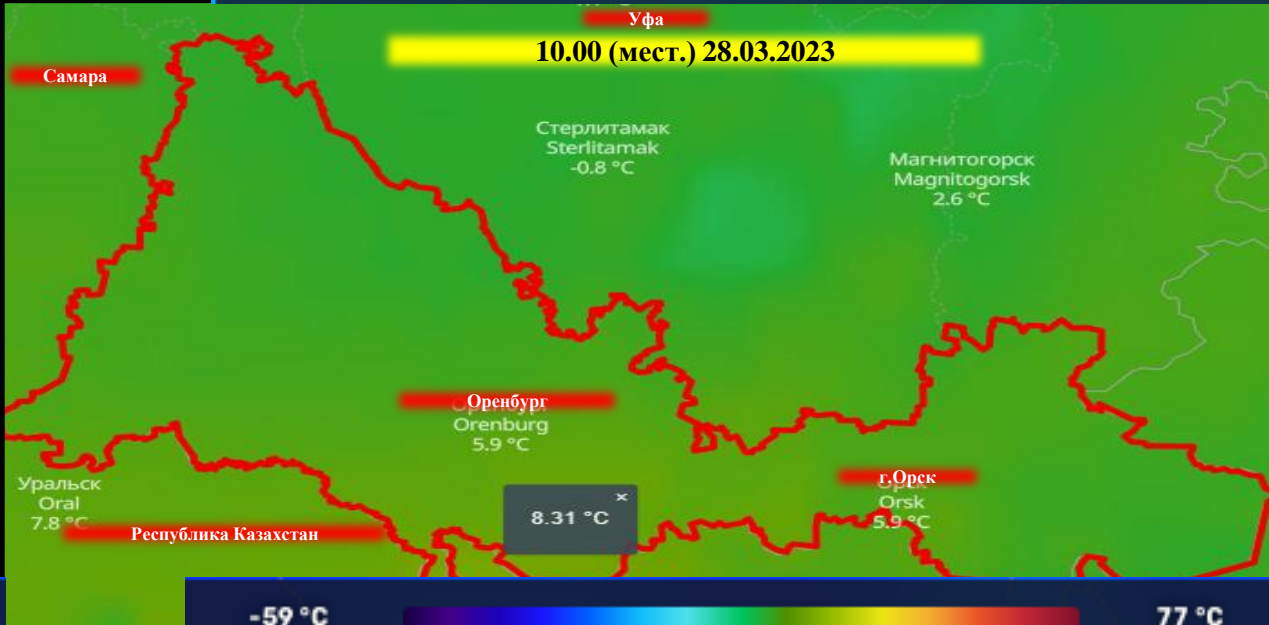 Уфа
10.00 (мест.) 28.03.2023
Самара
Стерлитамак
Sterlitamak
-0.8 °C
Магнитогорск
Magnitogorsk
2.6 °C
Оренбург
Orenburg
5.9 °C
г.Орск
Orsk
5.9 °C
Уральск
Oral
7.8 °C
×
8.31 °C
Республика Казахстан
-59 °C
77 °C